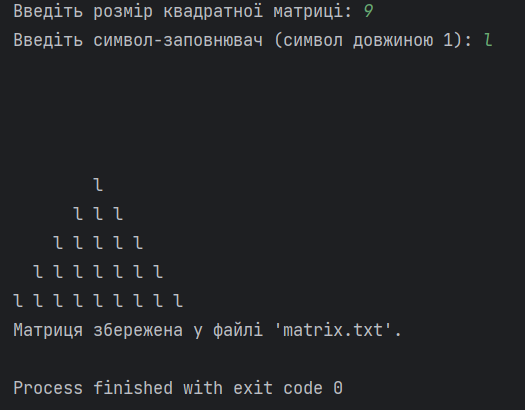 Введіть розмір квадратної матриці: 9
Введіть символ-заповнювач (символ довжиною 1): l
        l
      l l l
    l l l l l
  l l l l l l l
l l l l l l l l l
Матриця збережена у файлі 'matrix.txt'.
Process finished with exit code 0